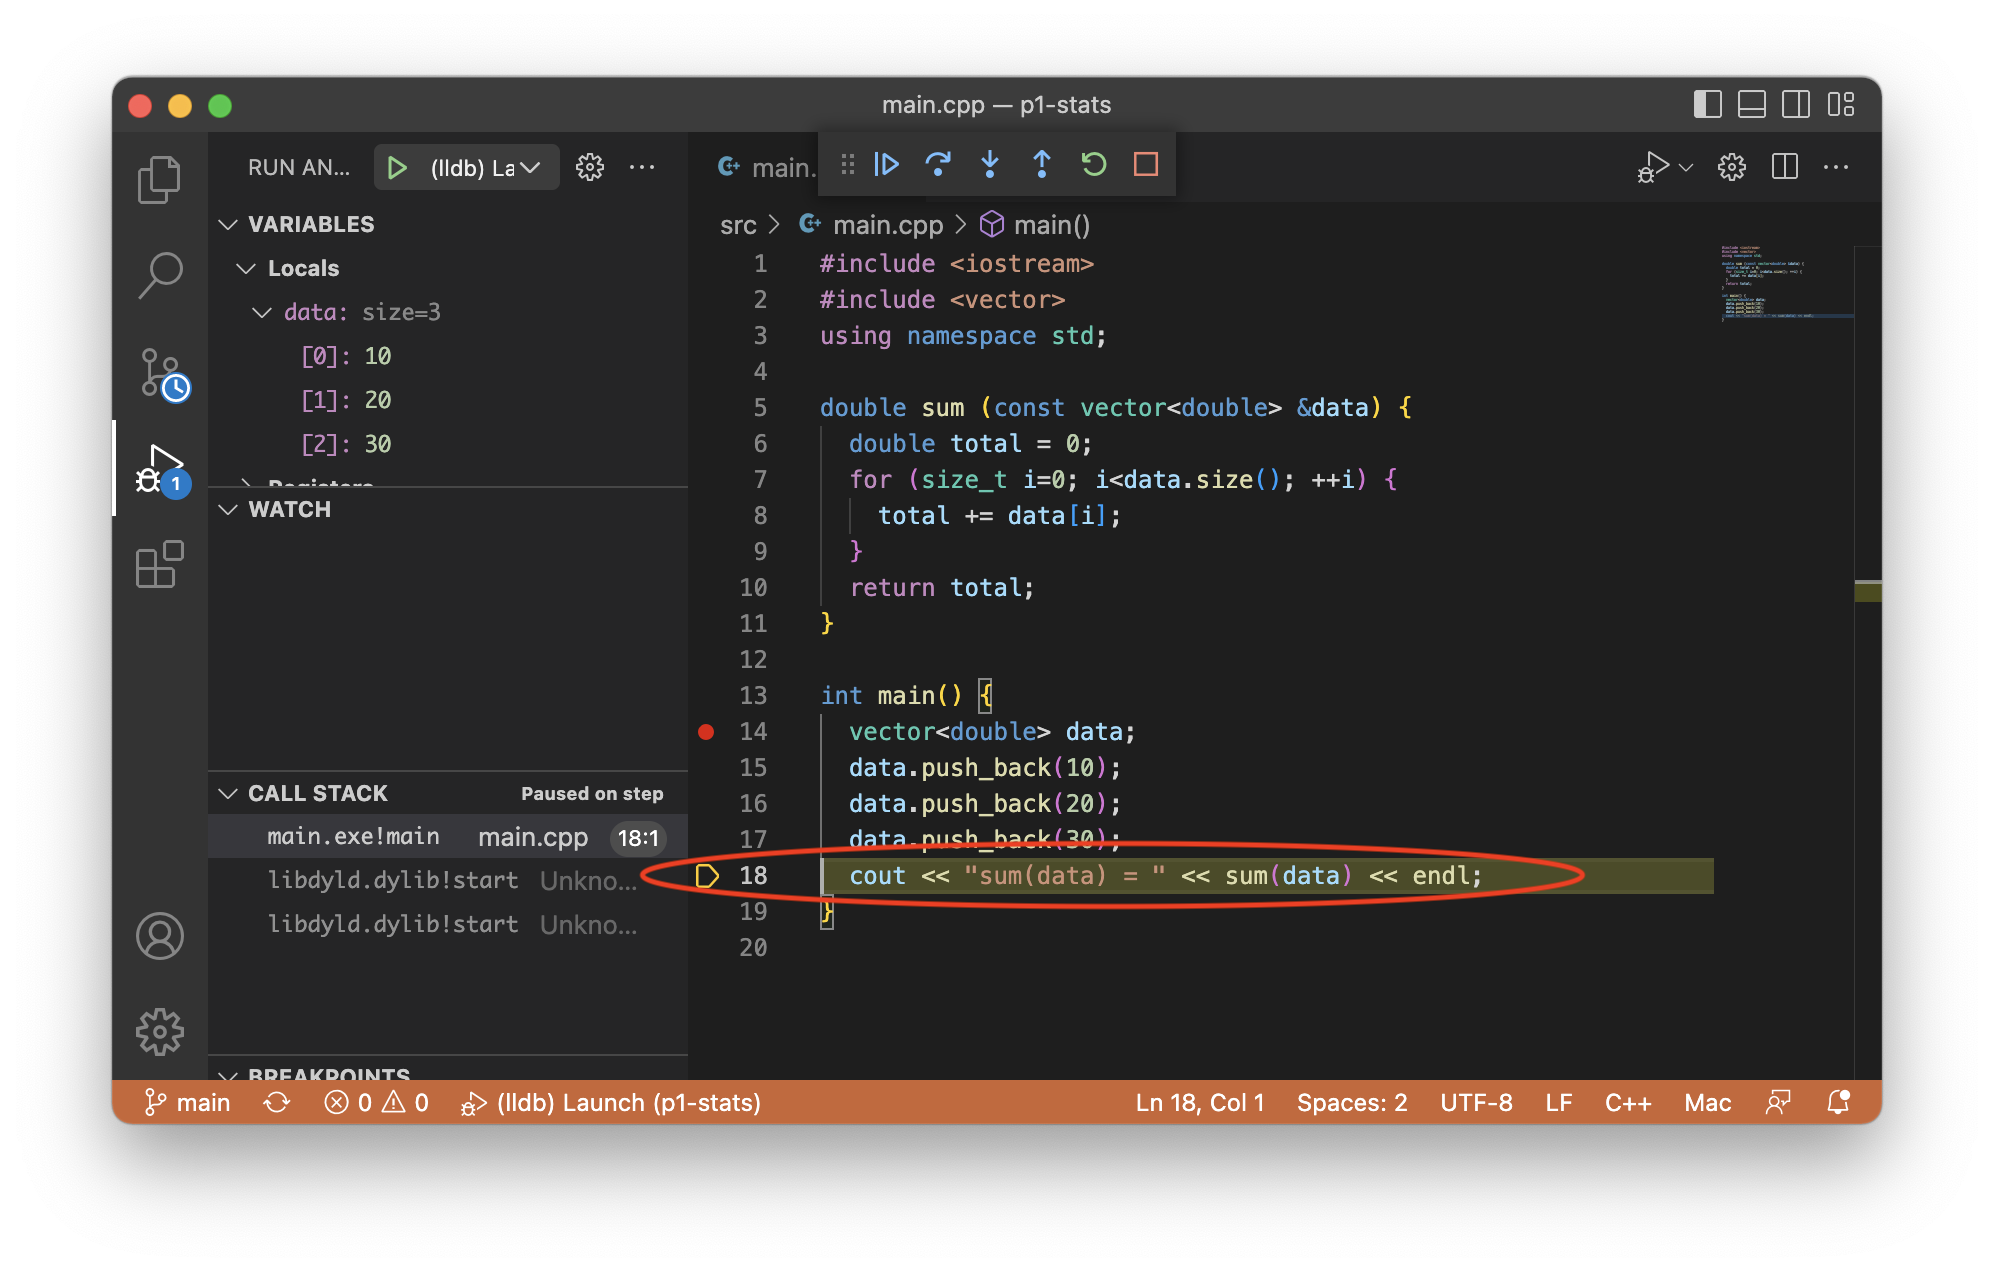 main.cpp — p1-stats
RUN AN...
(lldb) La
main.
VARIABLES
Locals
data: size=3
[0]: 10
[1]: 20
[2]: 30
Registers
WATCH
CALL STACK
Paused on step
main.exe!main main.cpp 18:1
libdyld.dylib!start Unkno...
libdyld.dylib!start Unkno...
BREAKPOINTS
1
src > main.cpp > main()
1 #include <iostream>
2 #include <vector>
3 using namespace std;
4
5 double sum (const vector<double> &data) {
6 double total = 0;
7 for (size_t i=0; i<data.size(); ++i) {
8 total += data[i];
9 }
10 return total;
11 }
12
13 int main() {
14 vector<double> data;
15 data.push_back(10);
16 data.push_back(20);
17 data.push_back(30);
18 cout << "sum(data) = " << sum(data) << endl;
19 }
20
main 0 0 (lldb) Launch (p1-stats) Ln 18, Col 1 Spaces: 2 UTF-8 LF C++ Mac